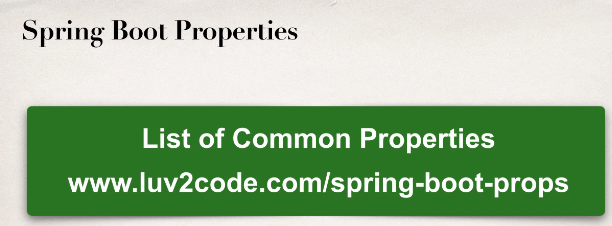 Spring Boot Properties
List of Common Properties
www.luv2code.com/spring-boot-props